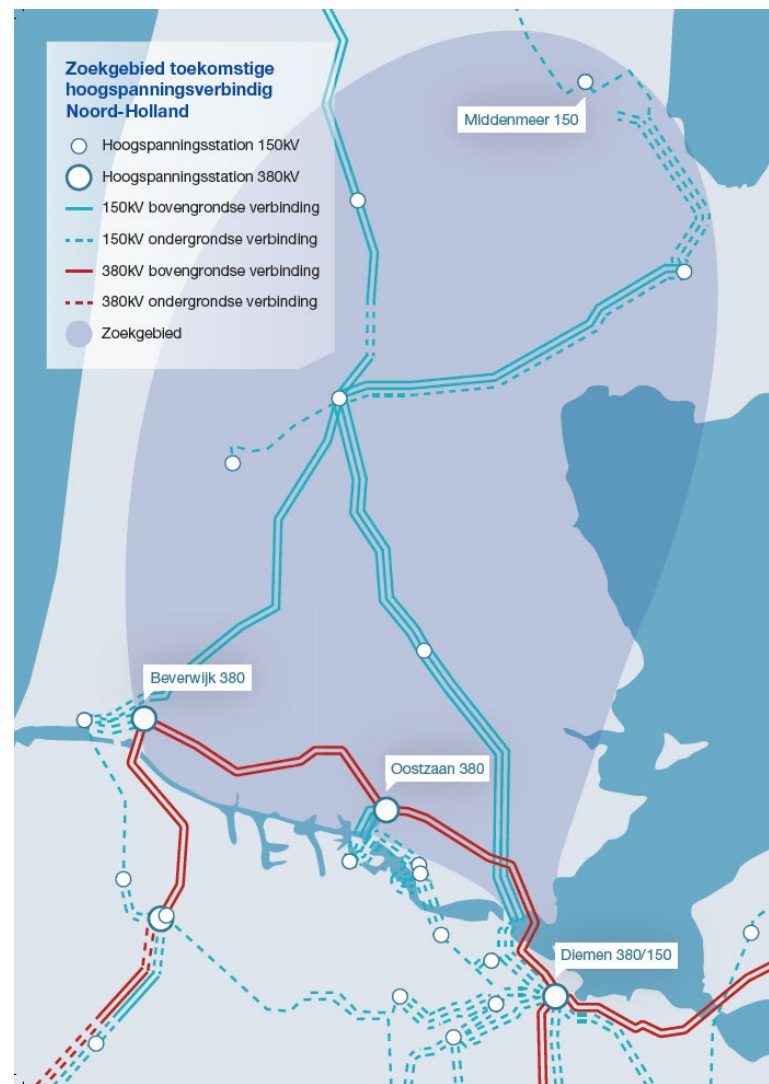 Zoekgebied toekomstige
hoogspanningsverbindig
Noord-Holland
Hoogspanningsstation 150KV
Hoogspanningsstation 380KV
150KV bovengrondse verbinding
150KV ondergrondse verbinding
380KV bovengrondse verbinding
380KV ondergrondse verbinding
Zoekgebied
Middenmeer 150
Beverwijk 380
Oostzaan 380
Diemen 380/150